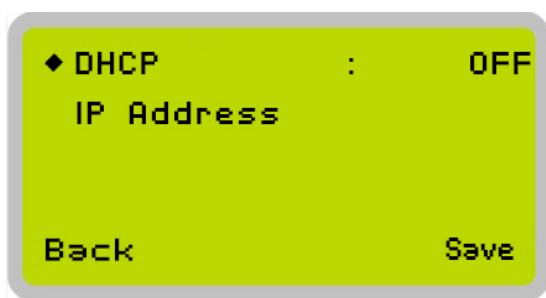 ◆ DHCP : OFF
IP Address
Back Save